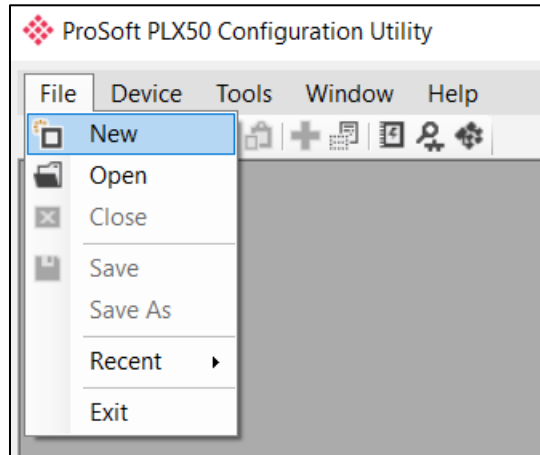 ProSoft PLX50 Configuration Utility
File Device Tools Window Help
New
Open
Close
Save
Save As
Recent
Exit